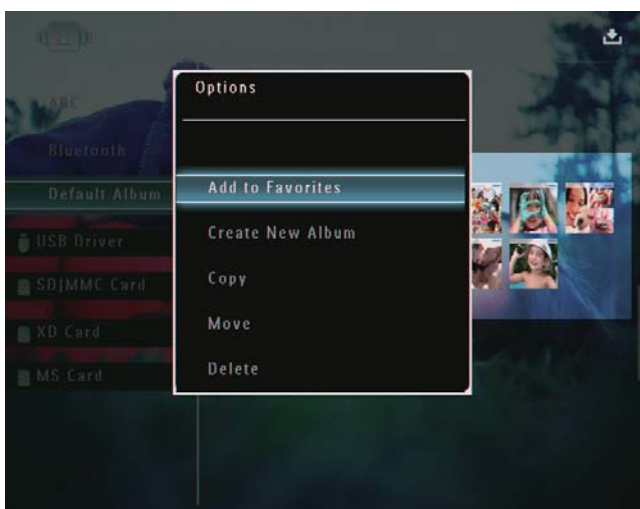 Options
ABC
Bluetooth
Default Album
USB Driver
SD|MMC Card
XD Card
MS Card
Add to Favorites
Create New Album
Copy
Move
Delete